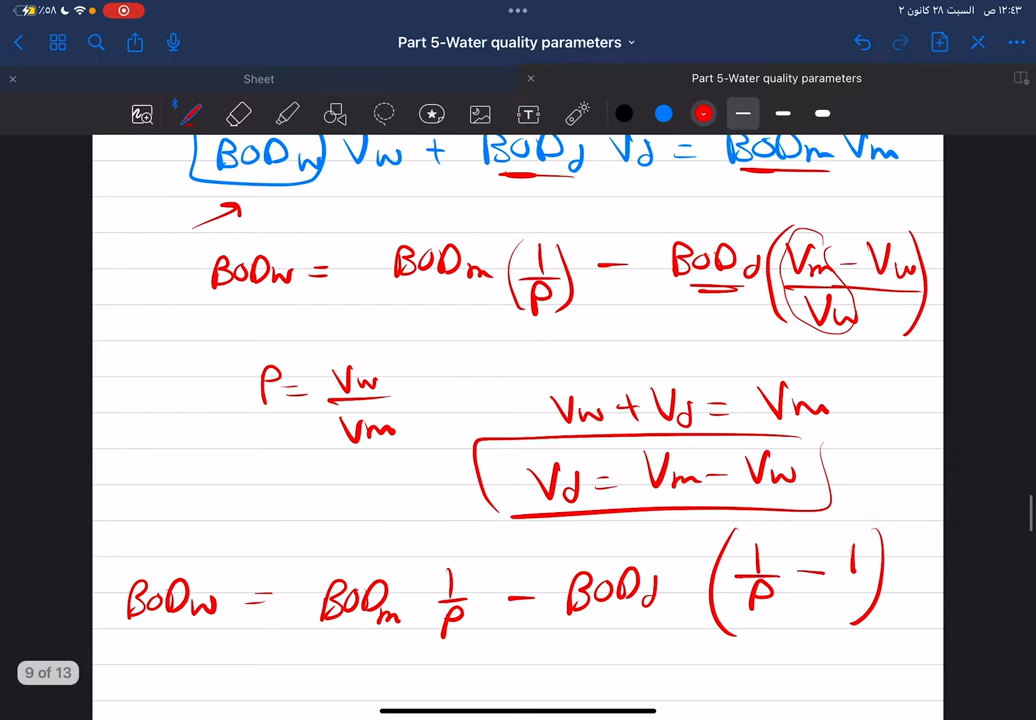 ٪٥٨ ١٢:٤٣ ص السبت ٢٨ كانون ٢
Part 5-Water quality parameters
Sheet
Part 5-Water quality parameters
BODw Vw + BODd Vd = BODm Vm
BODw = BODm (1/P) - BODd ((Vm - Vw)/Vw)
P = Vw/Vm
Vw + Vd = Vm
Vd = Vm - Vw
BODw = BODm 1/P - BODd (1/P - 1)
9 of 13